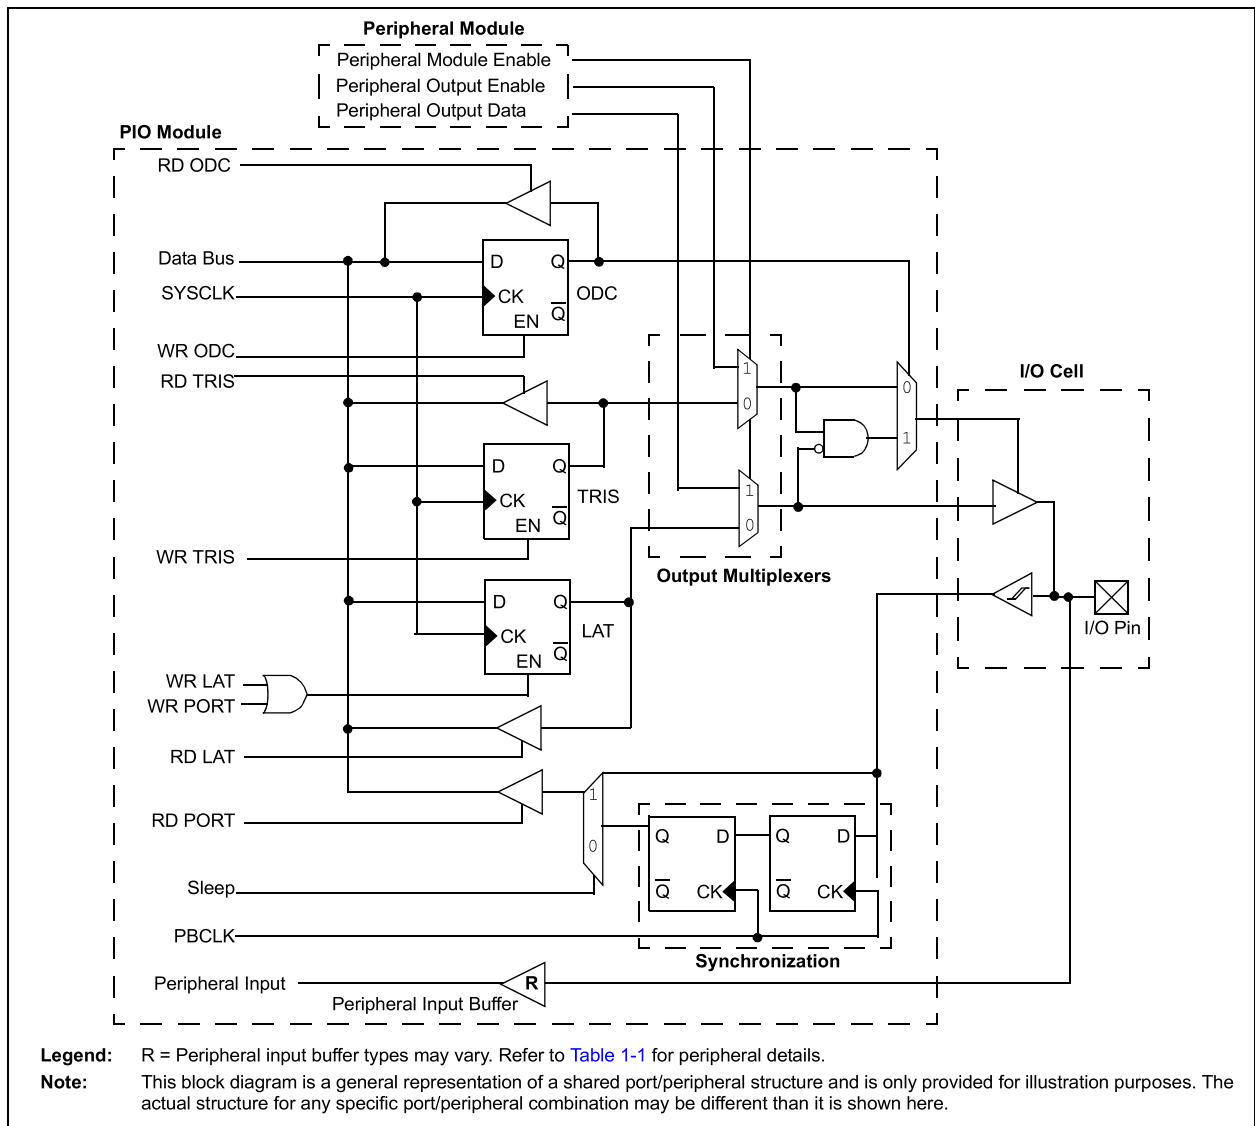 Peripheral Module
Peripheral Module Enable
Peripheral Output Enable
Peripheral Output Data
PIO Module
RD ODC
Data Bus
D
Q
SYSCLK
CK
ODC
Q̅
EN
WR ODC
RD TRIS
1
0
0
1
I/O Cell
D
Q
CK
TRIS
Q̅
EN
1
0
WR TRIS
Output Multiplexers
D
Q
CK
LAT
Q̅
EN
I/O Pin
WR LAT
WR PORT
RD LAT
1
RD PORT
0
Q
D
Q
D
Sleep
Q̅
CK
Q̅
CK
PBCLK
Synchronization
Peripheral Input
R
Peripheral Input Buffer
Legend: R = Peripheral input buffer types may vary. Refer to Table 1-1 for peripheral details.
Note: This block diagram is a general representation of a shared port/peripheral structure and is only provided for illustration purposes. The
actual structure for any specific port/peripheral combination may be different than it is shown here.